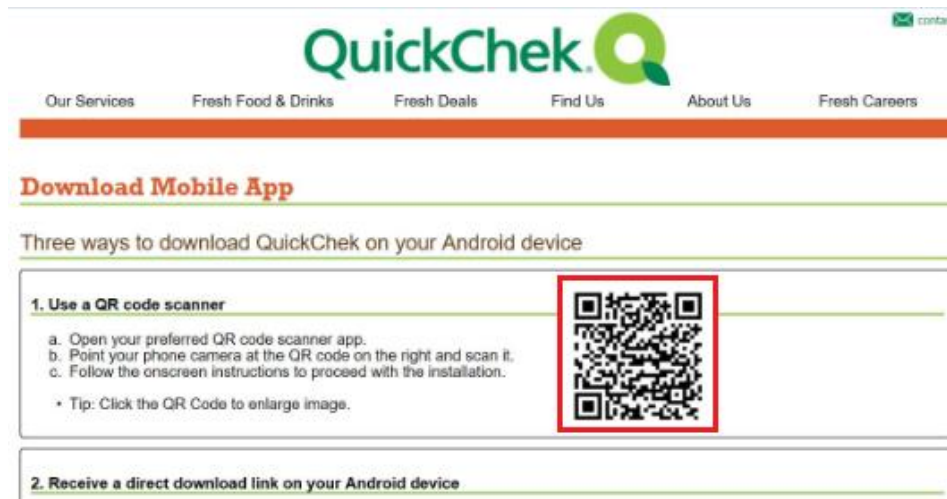 QuickChek.
Our Services Fresh Food & Drinks Fresh Deals Find Us About Us Fresh Careers
Download Mobile App
Three ways to download QuickChek on your Android device
1. Use a QR code scanner
a. Open your preferred QR code scanner app.
b. Point your phone camera at the QR code on the right and scan it.
c. Follow the onscreen instructions to proceed with the installation.
• Tip: Click the QR Code to enlarge image.
2. Receive a direct download link on your Android device